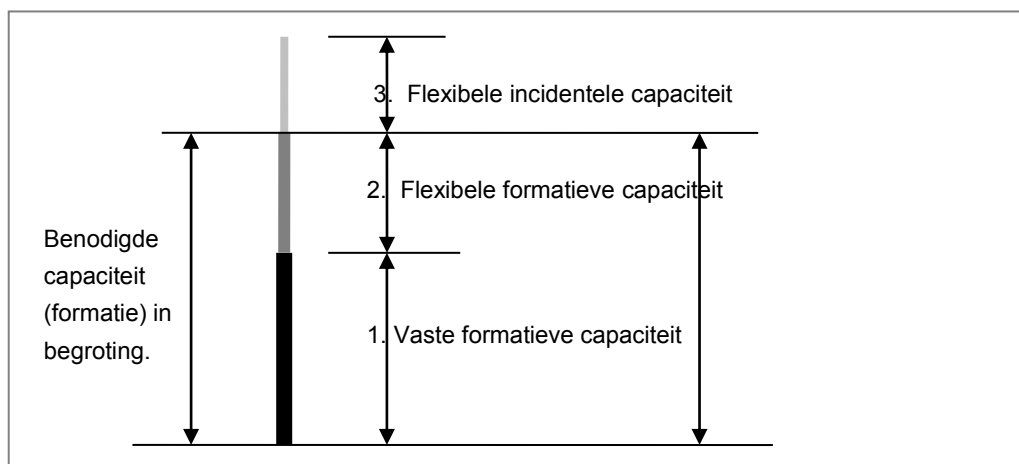 3. Flexibele incidentele capaciteit
2. Flexibele formatieve capaciteit
Benodigde
capaciteit
(formatie) in
begroting.
1. Vaste formatieve capaciteit